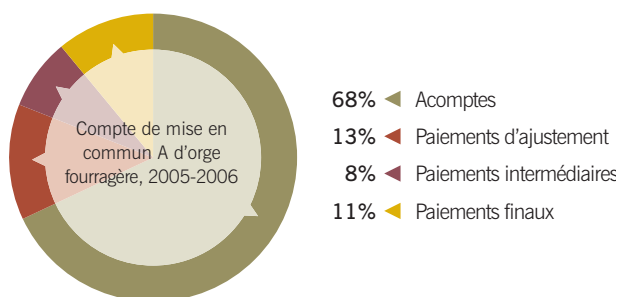 Compte de mise en
commun A d'orge
fourragère, 2005-2006
68% Acomptes
13% Paiements d'ajustement
8% Paiements intermédiaires
11% Paiements finaux